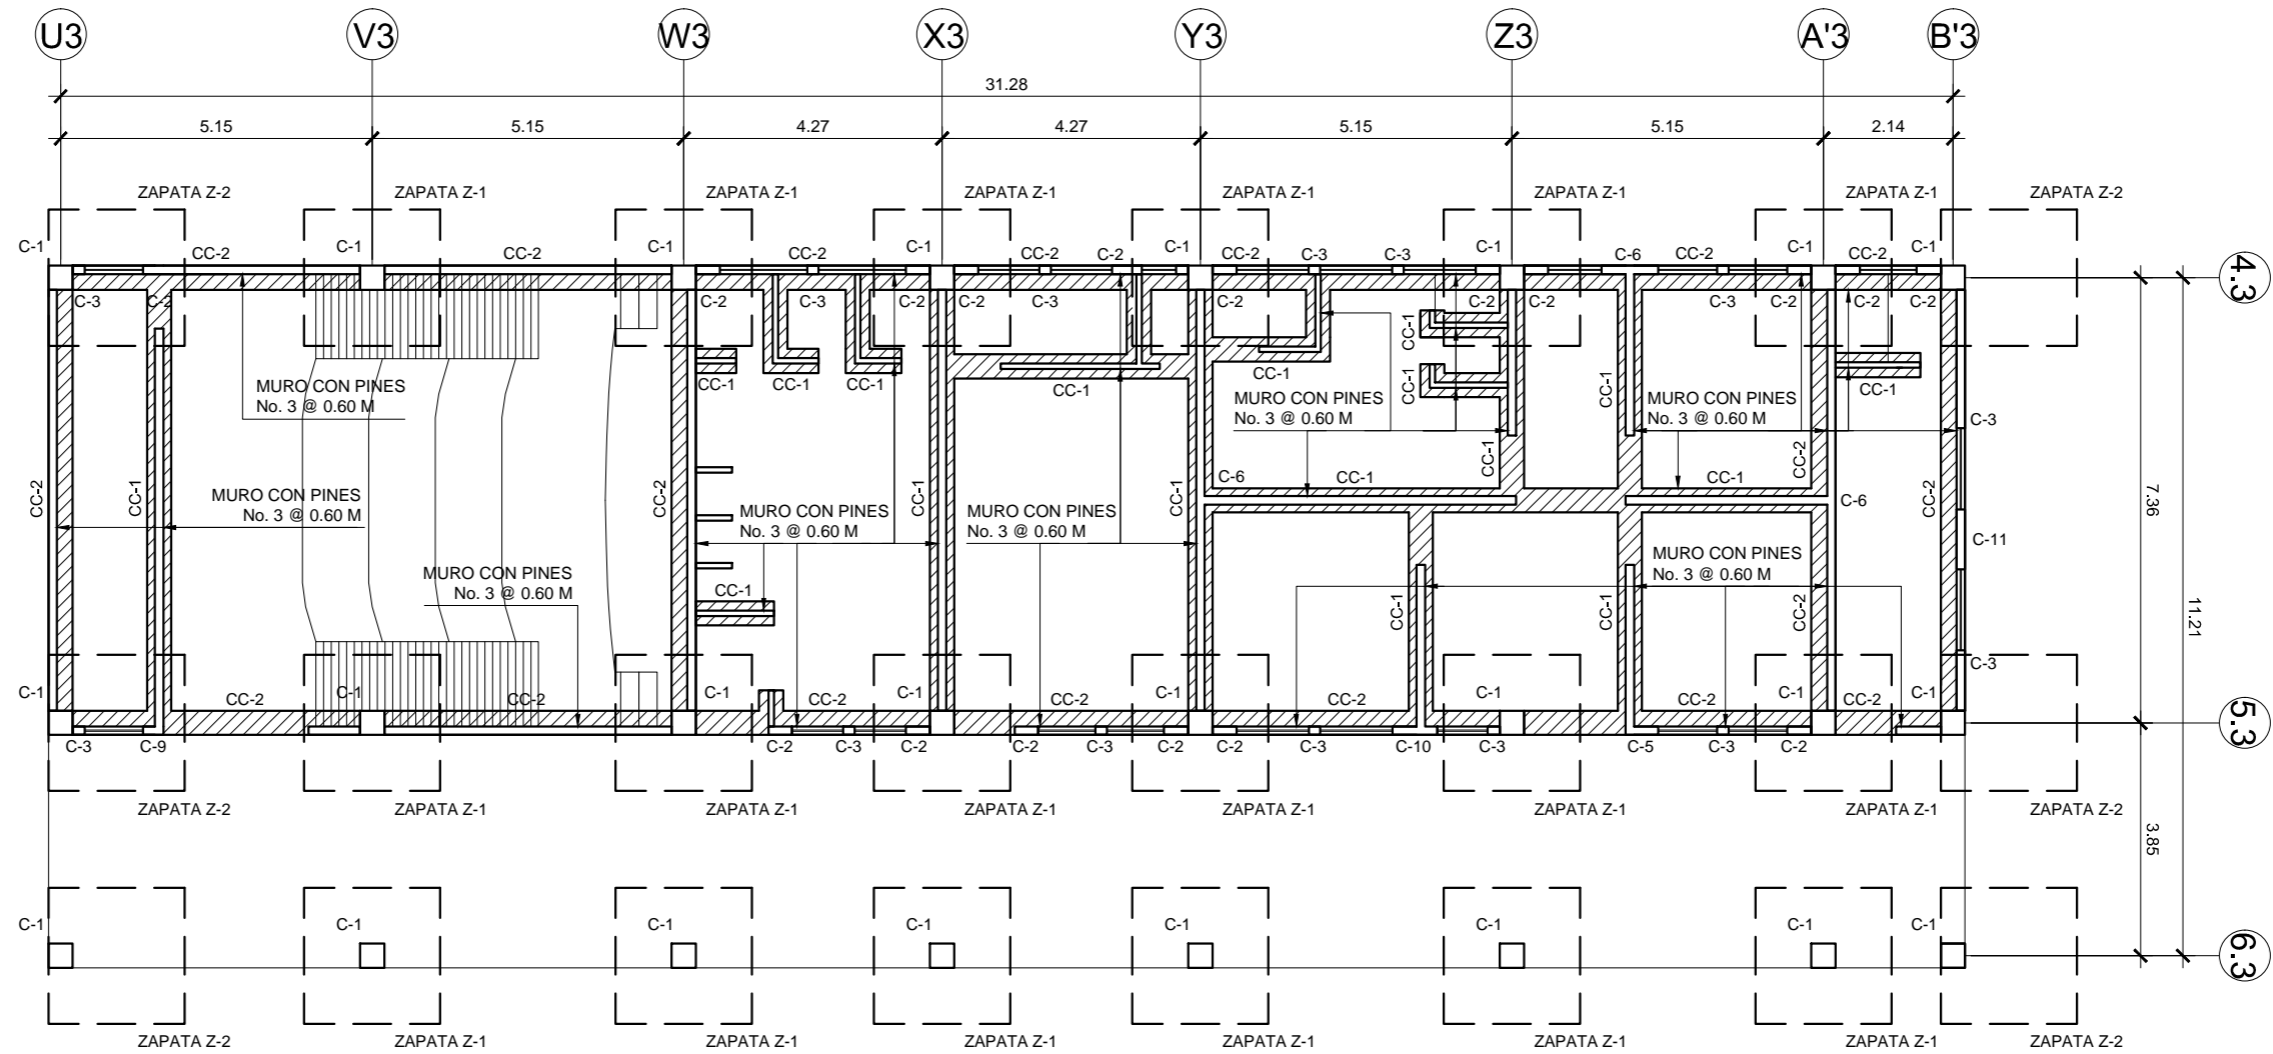 U3 V3 W3 X3 Y3 Z3 A'3 B'3
31.28
5.15 5.15 4.27 4.27 5.15 5.15 2.14
ZAPATA Z-2 ZAPATA Z-1 ZAPATA Z-1 ZAPATA Z-1 ZAPATA Z-1 ZAPATA Z-1 ZAPATA Z-1 ZAPATA Z-2
C-1 CC-2 C-1 CC-2 C-1 CC-2 C-1 CC-2 C-2 C-1 CC-2 C-3 C-3 C-1 C-6 CC-2 C-1 CC-2 C-1
4.3
C-3 C-2 C-2 C-3 C-2 C-2 C-3 C-2 C-2 C-2 C-3 C-2 C-2 C-2
CC-1
CC-1
CC-1 CC-1 CC-1 CC-1 CC-1 CC-1
MURO CON PINES
No. 3 @ 0.60 M
MURO CON PINES
No. 3 @ 0.60 M
CC-1
MURO CON PINES
No. 3 @ 0.60 M
C-3
CC-2 CC-1 CC-2 CC-1 CC-1 CC-1 CC-2 CC-2
C-6 CC-1 CC-1 C-6
7.36
MURO CON PINES
No. 3 @ 0.60 M
MURO CON PINES
No. 3 @ 0.60 M
MURO CON PINES
No. 3 @ 0.60 M
C-11
MURO CON PINES
No. 3 @ 0.60 M
MURO CON PINES
No. 3 @ 0.60 M
CC-1 CC-1 CC-1 CC-2
11.21
C-3
C-1 CC-2 C-1 CC-2 C-1 CC-2 C-1 CC-2 C-1 CC-2 C-1 CC-2 C-1 CC-2 C-1
5.3
C-3 C-9 C-2 C-3 C-2 C-2 C-3 C-2 C-2 C-3 C-10 C-3 C-5 C-3 C-2
ZAPATA Z-2 ZAPATA Z-1 ZAPATA Z-1 ZAPATA Z-1 ZAPATA Z-1 ZAPATA Z-1 ZAPATA Z-1 ZAPATA Z-2
3.85
C-1 C-1 C-1 C-1 C-1 C-1 C-1 C-1
6.3
ZAPATA Z-2 ZAPATA Z-1 ZAPATA Z-1 ZAPATA Z-1 ZAPATA Z-1 ZAPATA Z-1 ZAPATA Z-1 ZAPATA Z-2